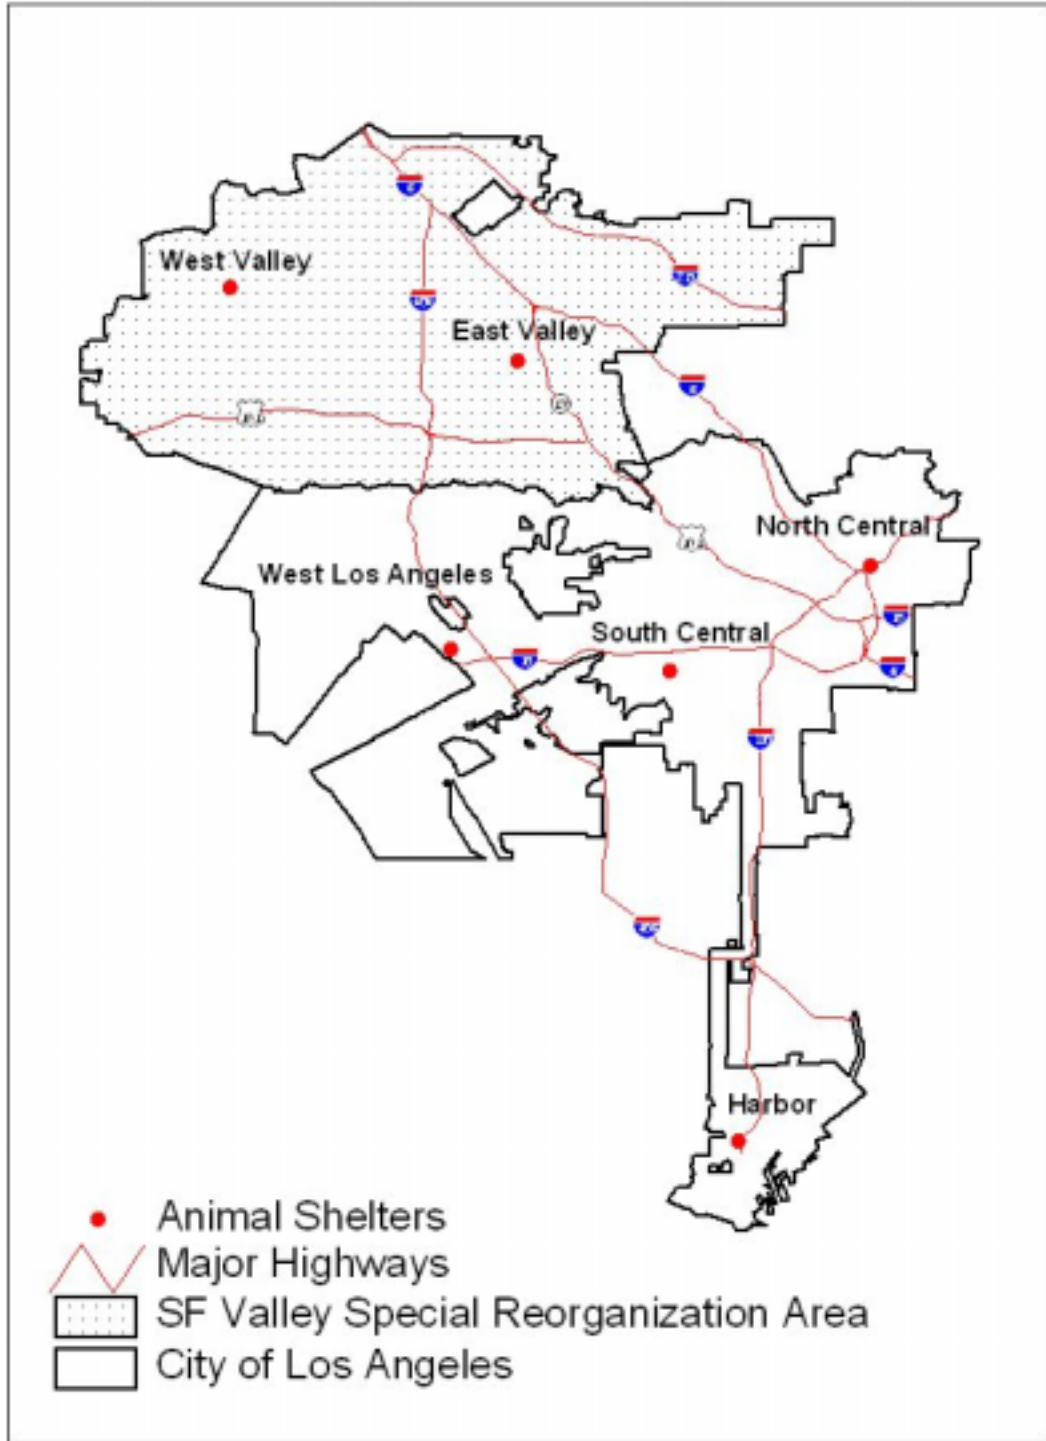 West Valley
East Valley
North Central
West Los Angeles
South Central
Harbor
Animal Shelters
Major Highways
SF Valley Special Reorganization Area
City of Los Angeles